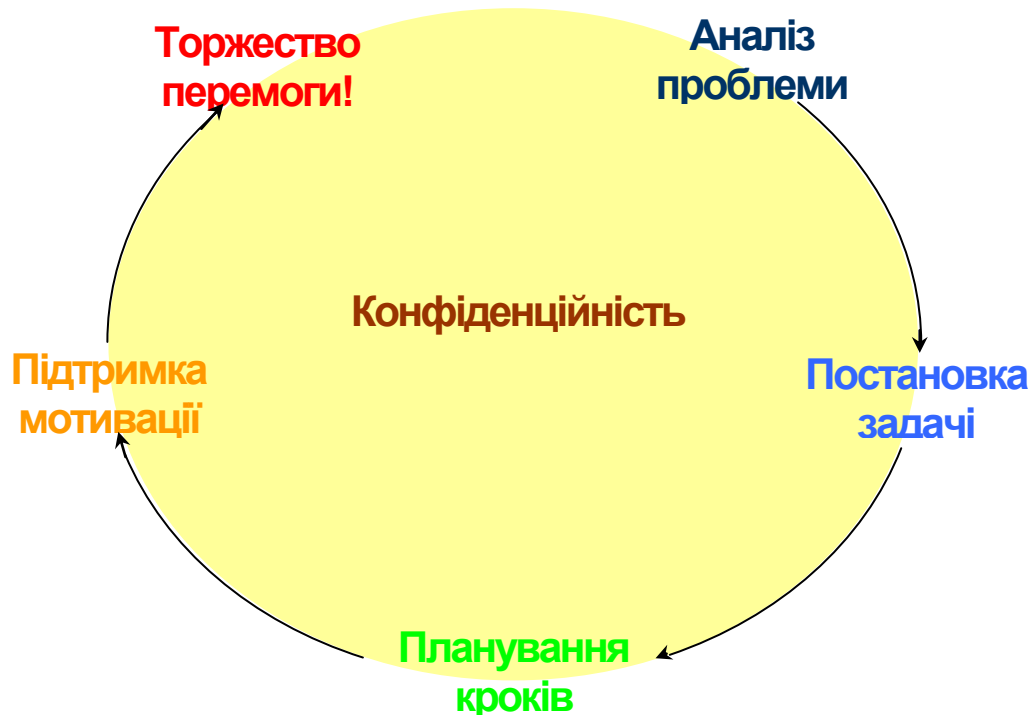 Торжество
перемоги!
Аналіз
проблеми
Конфіденційність
Підтримка
мотивації
Постановка
задачі
Планування
кроків